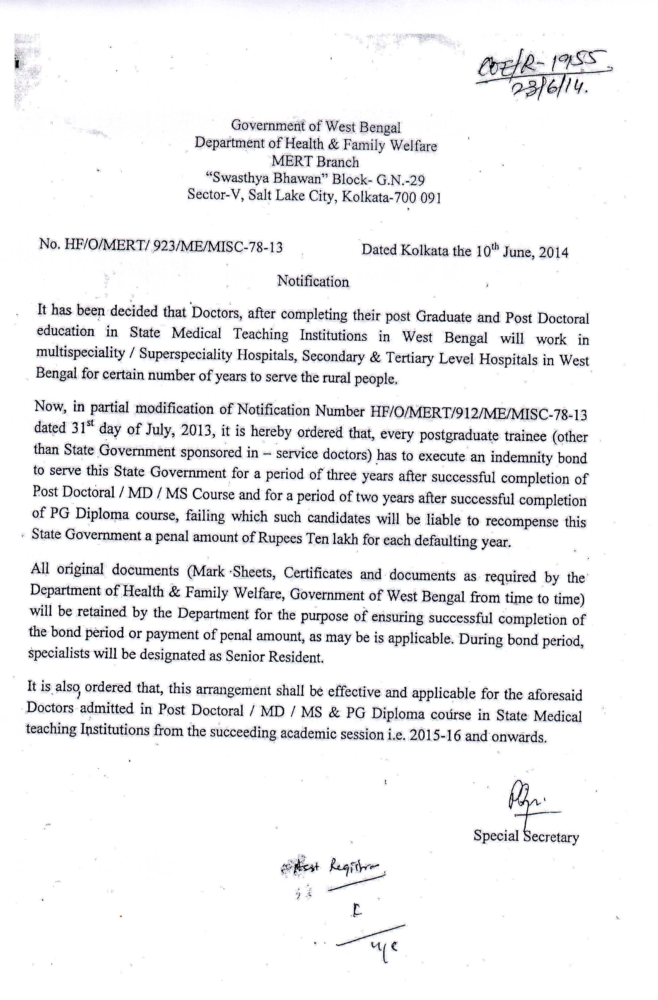 COE/R-1955
23/6/14.
Government of West Bengal
Department of Health & Family Welfare
MERT Branch
“Swasthya Bhawan” Block- G.N.-29
Sector-V, Salt Lake City, Kolkata-700 091
No. HF/O/MERT/ 923/ME/MISC-78-13 Dated Kolkata the 10th June, 2014
Notification
It has been decided that Doctors, after completing their post Graduate and Post Doctoral
education in State Medical Teaching Institutions in West Bengal will work in
multispeciality / Superspeciality Hospitals, Secondary & Tertiary Level Hospitals in West
Bengal for certain number of years to serve the rural people.
Now, in partial modification of Notification Number HF/O/MERT/912/ME/MISC-78-13
dated 31st day of July, 2013, it is hereby ordered that, every postgraduate trainee (other
than State Government sponsored in – service doctors) has to execute an indemnity bond
to serve this State Government for a period of three years after successful completion of
Post Doctoral / MD / MS Course and for a period of two years after successful completion
of PG Diploma course, failing which such candidates will be liable to recompense this
State Government a penal amount of Rupees Ten lakh for each defaulting year.
All original documents (Mark Sheets, Certificates and documents as required by the
Department of Health & Family Welfare, Government of West Bengal from time to time)
will be retained by the Department for the purpose of ensuring successful completion of
the bond period or payment of penal amount, as may be is applicable. During bond period,
specialists will be designated as Senior Resident.
It is also, ordered that, this arrangement shall be effective and applicable for the aforesaid
Doctors admitted in Post Doctoral / MD / MS & PG Diploma course in State Medical
teaching Institutions from the succeeding academic session i.e. 2015-16 and onwards.
Special Secretary
Registrar